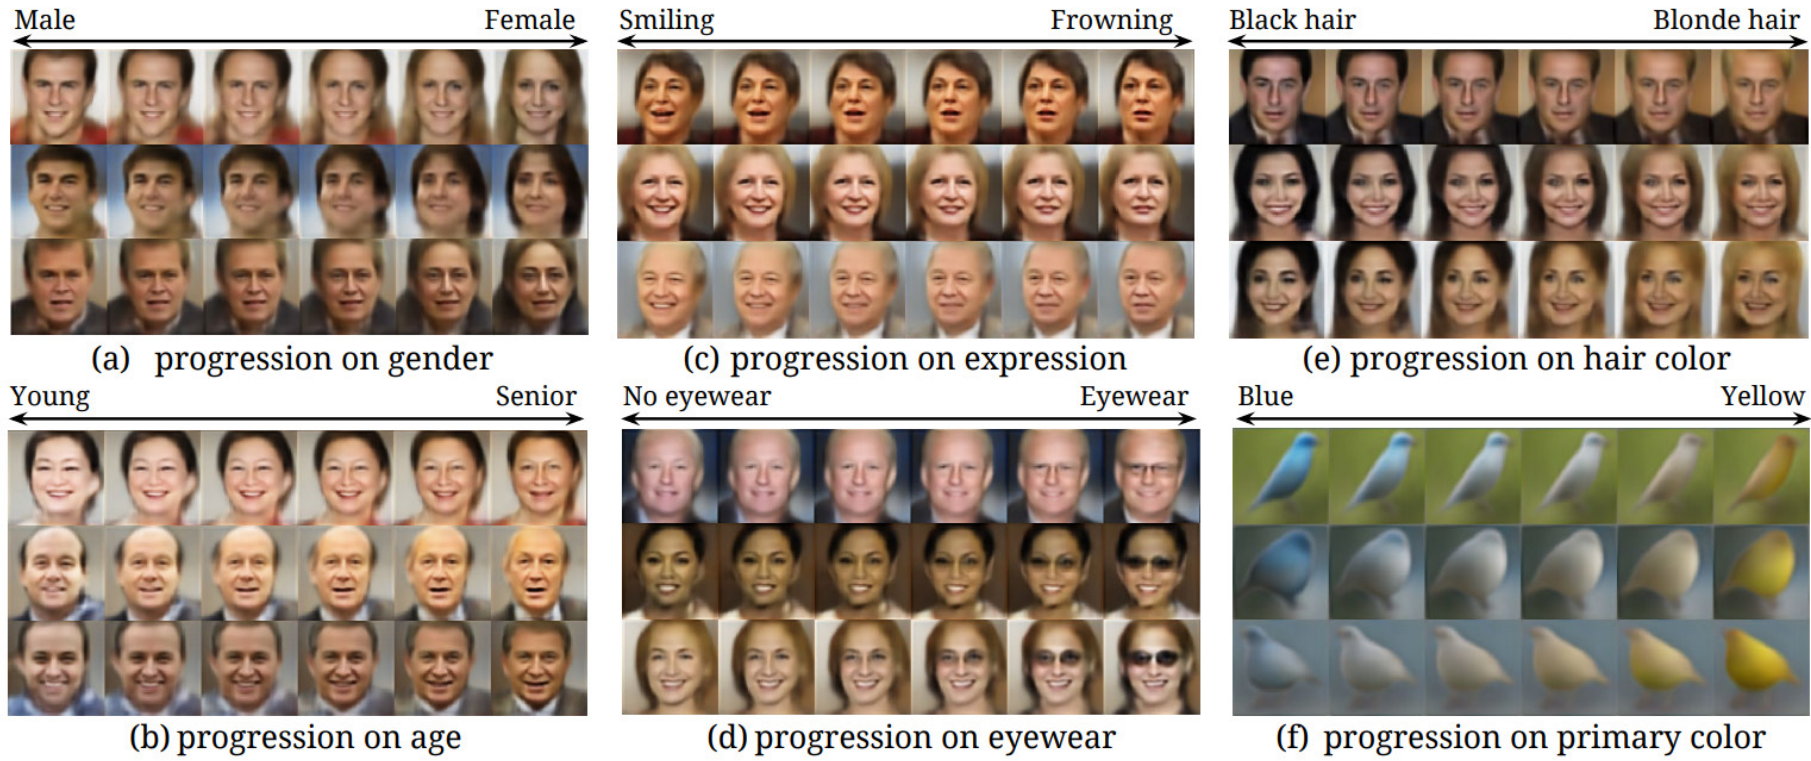 Male Female
Smiling Frowning
Black hair Blonde hair
(a) progression on gender
(c) progression on expression
(e) progression on hair color
Young Senior
No eyewear Eyewear
Blue Yellow
(b) progression on age
(d) progression on eyewear
(f) progression on primary color